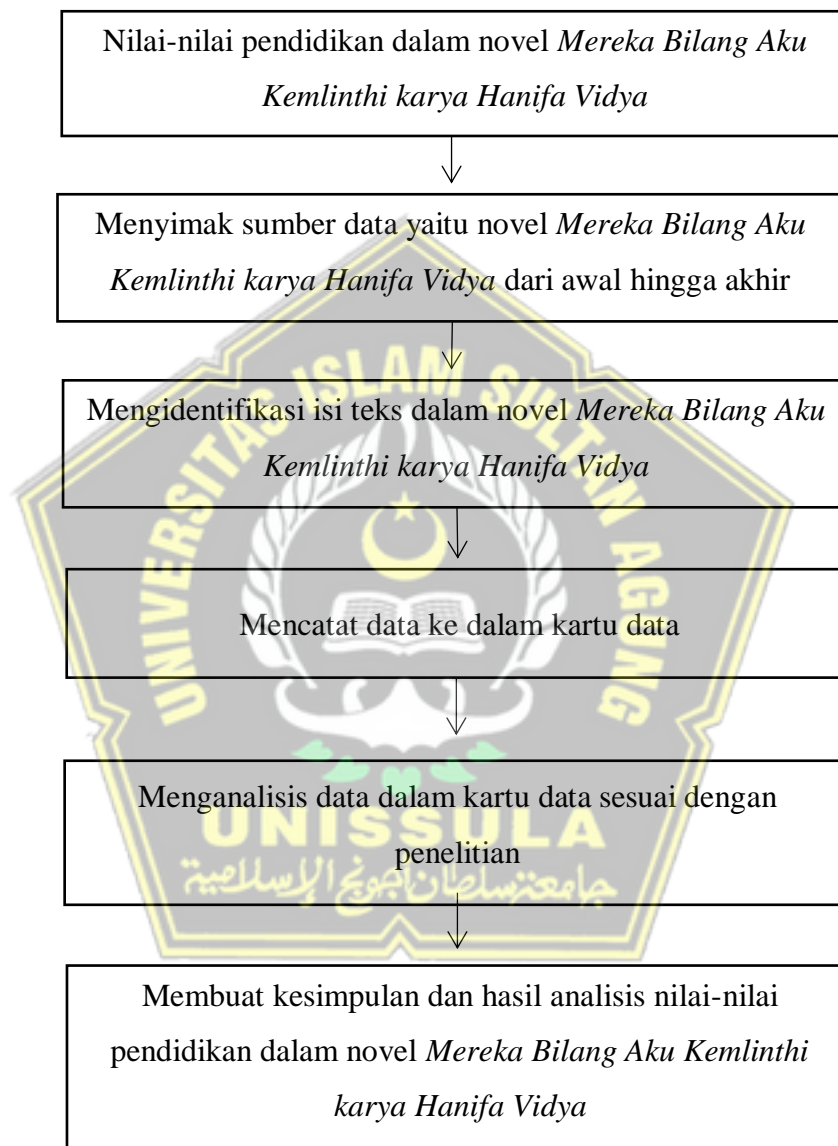 Nilai-nilai pendidikan dalam novel Mereka Bilang Aku
Kemlinthi karya Hanifa Vidya
Menyimak sumber data yaitu novel Mereka Bilang Aku
Kemlinthi karya Hanifa Vidya dari awal hingga akhir
UNIVERSITAS ISLAM SULTAN AGUNG
Mengidentifikasi isi teks dalam novel Mereka Bilang Aku
Kemlinthi karya Hanifa Vidya
Mencatat data ke dalam kartu data
Menganalisis data dalam kartu data sesuai dengan
penelitian
UNISSULA
جامعة سلطان أجونج الإسلامية
Membuat kesimpulan dan hasil analisis nilai-nilai
pendidikan dalam novel Mereka Bilang Aku Kemlinthi
karya Hanifa Vidya